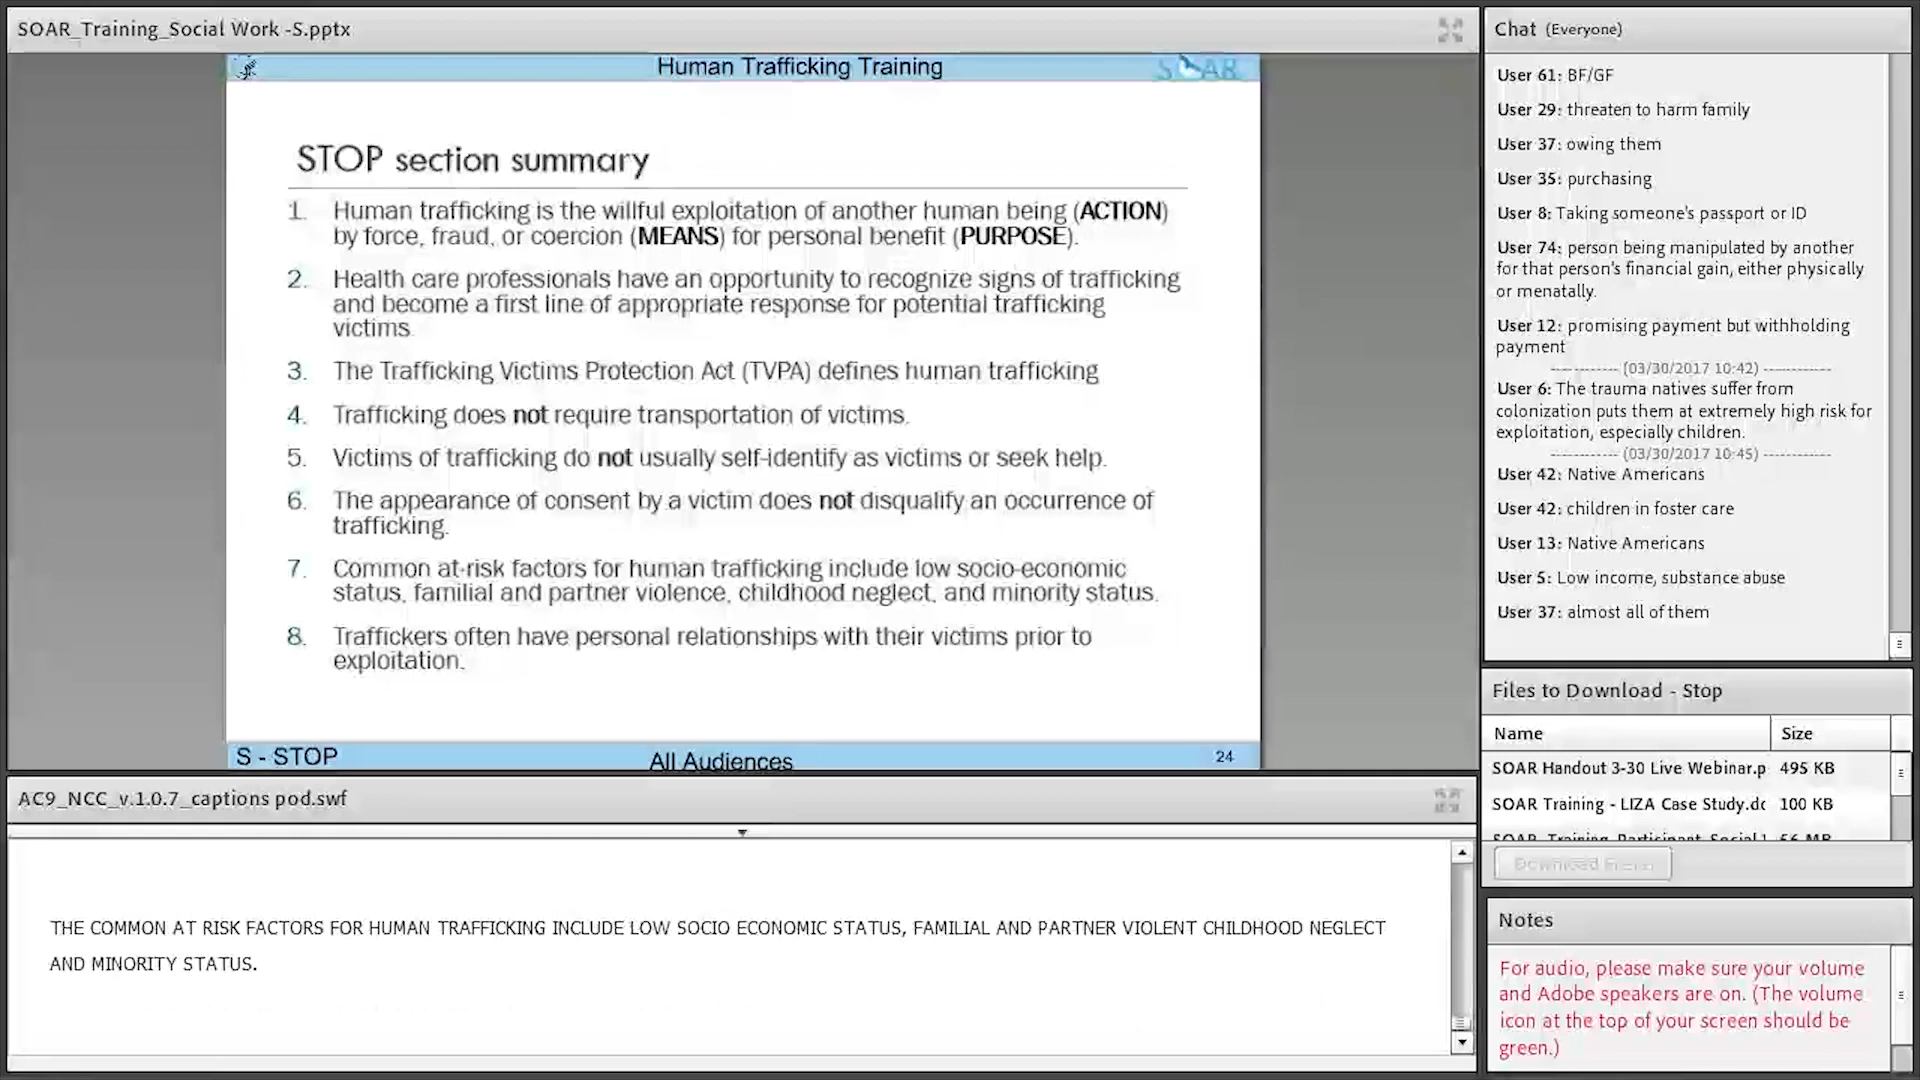 SOAR_Training_Social Work -S.pptx
Human Trafficking Training
SOAR
STOP section summary
1. Human trafficking is the willful exploitation of another human being (ACTION)
by force, fraud, or coercion (MEANS) for personal benefit (PURPOSE).
2. Health care professionals have an opportunity to recognize signs of trafficking
and become a first line of appropriate response for potential trafficking
victims.
3. The Trafficking Victims Protection Act (TVPA) defines human trafficking
4. Trafficking does not require transportation of victims.
5. Victims of trafficking do not usually self-identify as victims or seek help.
6. The appearance of consent by a victim does not disqualify an occurrence of
trafficking.
7. Common at-risk factors for human trafficking include low socio-economic
status, familial and partner violence, childhood neglect, and minority status.
8. Traffickers often have personal relationships with their victims prior to
exploitation.
S - STOP
All Audiences
24
AC9_NCC_v.1.0.7_captions pod.swf
THE COMMON AT RISK FACTORS FOR HUMAN TRAFFICKING INCLUDE LOW SOCIO ECONOMIC STATUS, FAMILIAL AND PARTNER VIOLENT CHILDHOOD NEGLECT
AND MINORITY STATUS.
Chat (Everyone)
User 61: BF/GF
User 29: threaten to harm family
User 37: owing them
User 35: purchasing
User 8: Taking someone's passport or ID
User 74: person being manipulated by another
for that person's financial gain, either physically
or menatally.
User 12: promising payment but withholding
payment
------------ (03/30/2017 10:42) ------------
User 6: The trauma natives suffer from
colonization puts them at extremely high risk for
exploitation, especially children.
------------ (03/30/2017 10:45) ------------
User 42: Native Americans
User 42: children in foster care
User 13: Native Americans
User 5: Low income, substance abuse
User 37: almost all of them
Files to Download - Stop
Name Size
SOAR Handout 3-30 Live Webinar.p 495 KB
SOAR Training - LIZA Case Study.dc 100 KB
SOAR_Training_Participant_Social 56 MB
Download
Notes
For audio, please make sure your volume
and Adobe speakers are on. (The volume
icon at the top of your screen should be
green.)